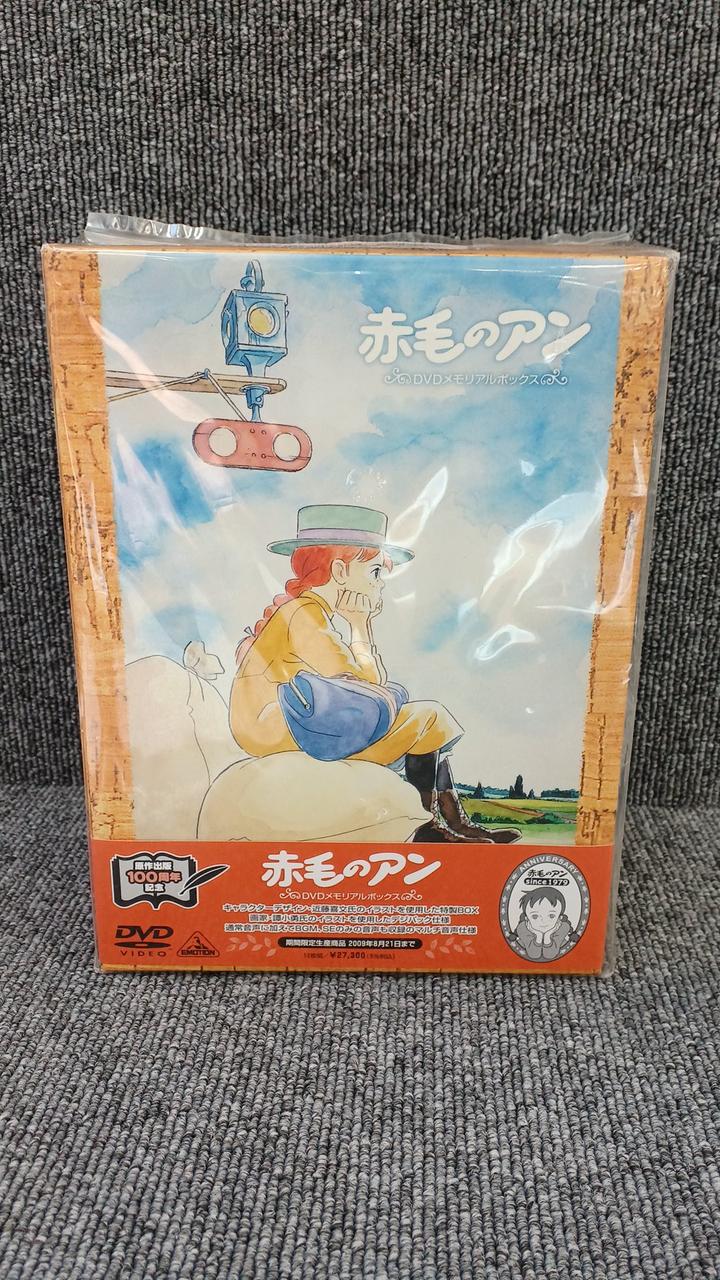 赤毛のアン
DVDメモリアルボックス
原作出版
100周年
記念
赤毛のアン
DVDメモリアルボックス
キャラクターデザイン・近藤喜文氏のイラストを使用した特製BOX
画家・譚小勇氏のイラストを使用したデジパック仕様
通常音声に加えてBGM、SEのみの音声も収録のマルチ音声仕様
期間限定生産商品 2009年8月21日まで
¥27,300
DVD
VIDEO
EMOTION
ANNIVERSARY
赤毛のアン
since1979